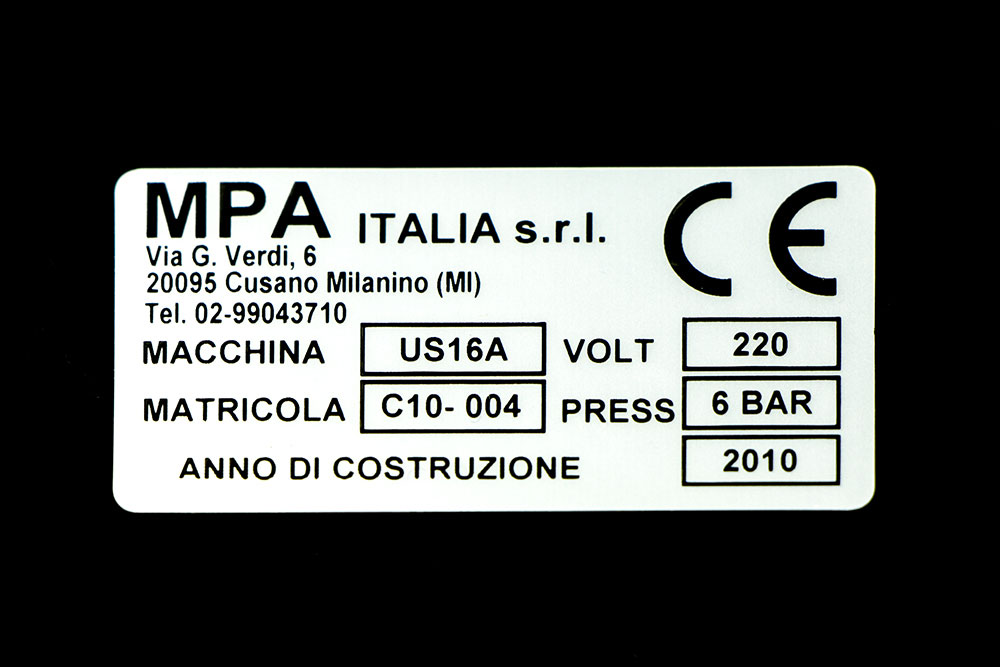 MPA ITALIA s.r.l. CE
Via G. Verdi, 6
20095 Cusano Milanino (MI)
Tel. 02-99043710
MACCHINA US16A VOLT 220
MATRICOLA C10- 004 PRESS 6 BAR
ANNO DI COSTRUZIONE 2010